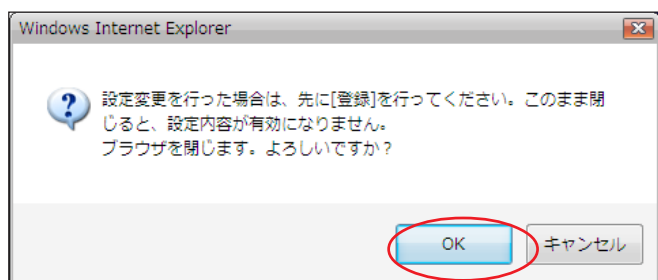 Windows Internet Explorer
設定変更を行った場合は、先に[登録]を行ってください。このまま閉
じると、設定内容が有効になりません。
ブラウザを閉じます。よろしいですか？
OK
キャンセル